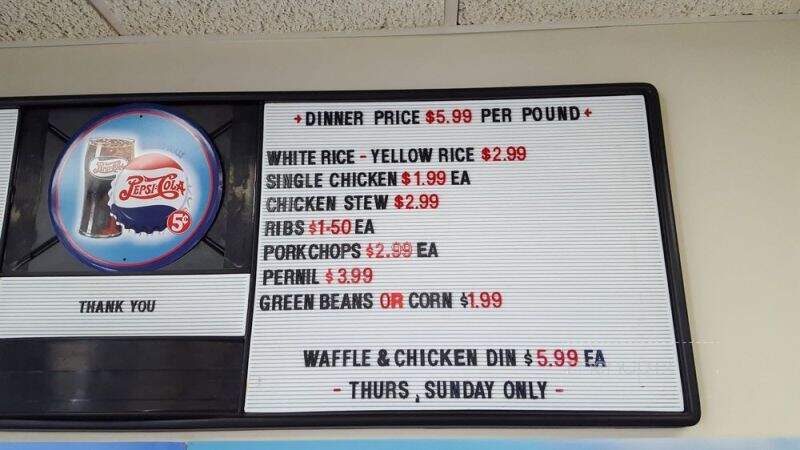 PEPSI-COLA
5¢
THANK YOU
DINNER PRICE $5.99 PER POUND
WHITE RICE - YELLOW RICE $2.99
SINGLE CHICKEN $1.99 EA
CHICKEN STEW $2.99
RIBS $1-50 EA
PORKCHOPS $2.99 EA
PERNIL $3.99
GREEN BEANS OR CORN $1.99
WAFFLE & CHICKEN DIN $5.99 EA
- THURS, SUNDAY ONLY -